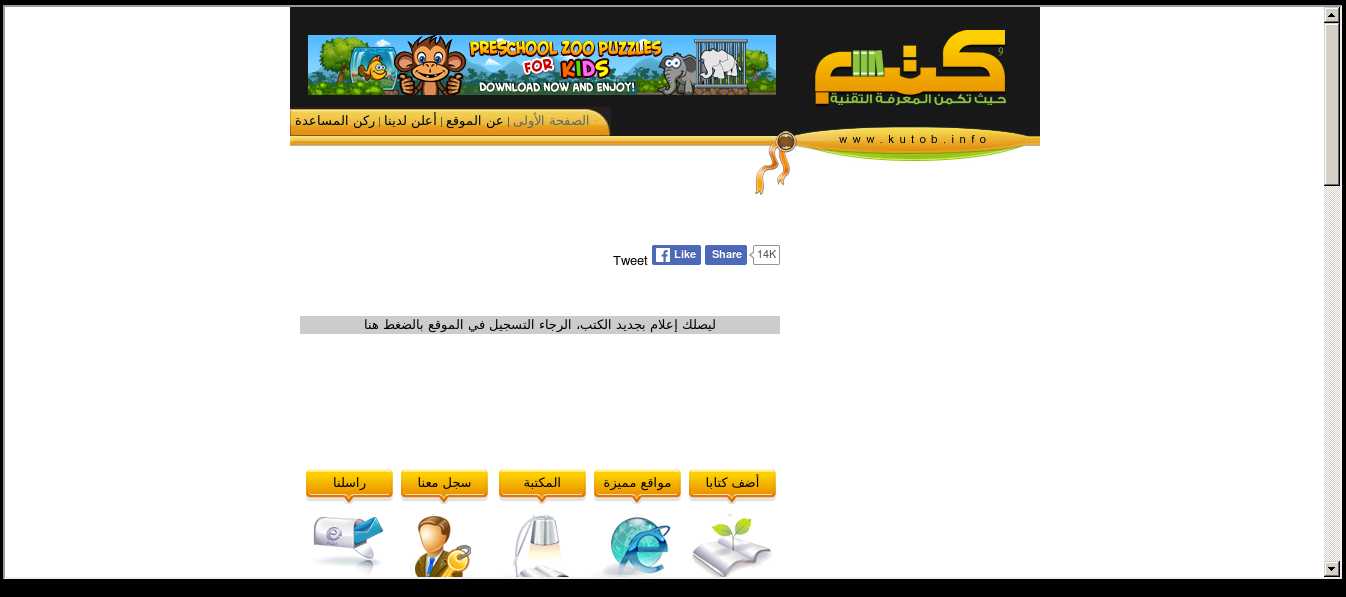 PRESCHOOL ZOO PUZZLES
FOR KIDS
DOWNLOAD NOW AND ENJOY!
كتب
حيث تكمن المعرفة التقنية
الصفحة الأولى | عن الموقع | أعلن لدينا | ركن المساعدة
www.kutob.info
Tweet Like Share 14K
ليصلك إعلام بجديد الكتب، الرجاء التسجيل في الموقع بالضغط هنا
أضف كتابا
مواقع مميزة
المكتبة
سجل معنا
راسلنا